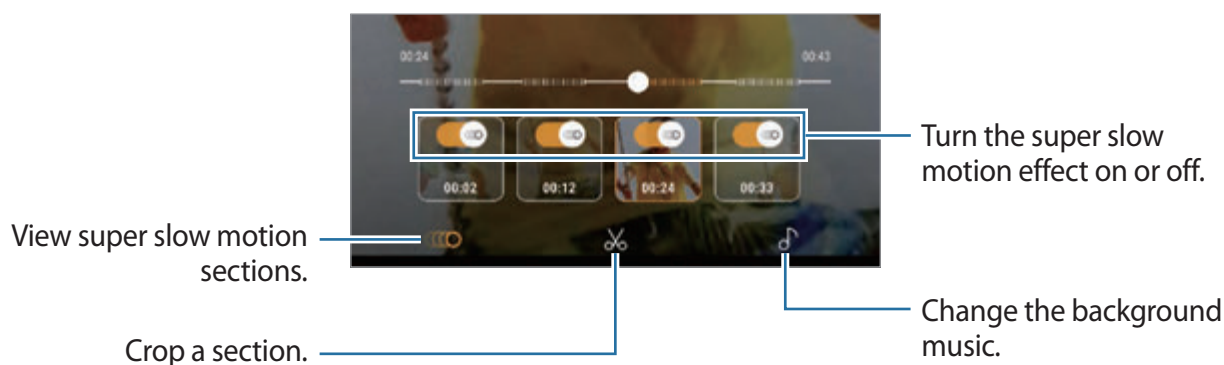 00:24
00:43
Turn the super slow
motion effect on or off.
00:02
00:12
00:24
00:33
View super slow motion
sections.
Change the background
music.
Crop a section.